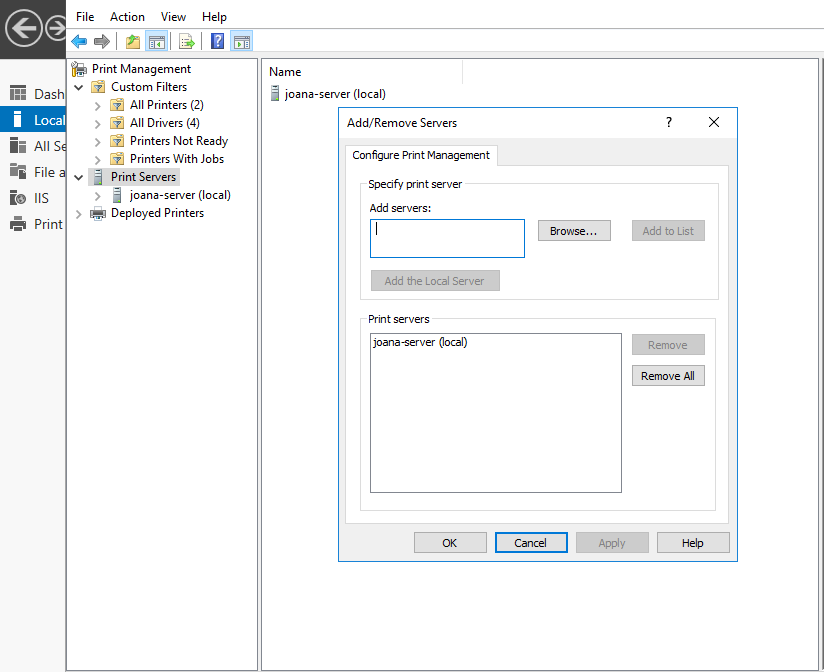 File Action View Help
Print Management
Custom Filters
All Printers (2)
All Drivers (4)
Printers Not Ready
Printers With Jobs
Print Servers
joana-server (local)
Deployed Printers
Dash
Local
All Se
File a
IIS
Print
Name
joana-server (local)
Add/Remove Servers
?
Configure Print Management
Specify print server
Add servers:
Browse...
Add to List
Add the Local Server
Print servers
joana-server (local)
Remove
Remove All
OK Cancel Apply Help